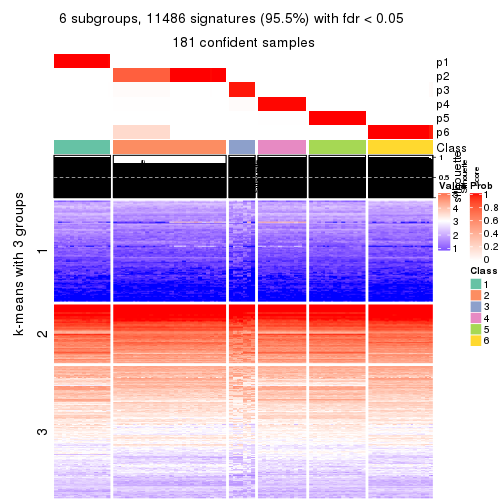 6 subgroups, 11486 signatures (95.5%) with fdr < 0.05
181 confident samples
p1
p2
p3
p4
p5
p6
Class
1
0.5
Silhouette
score
Value
4
3
2
1
Prob
1
0.8
0.6
0.4
0.2
0
Class
1
2
3
4
5
6
k-means with 3 groups
1
2
3